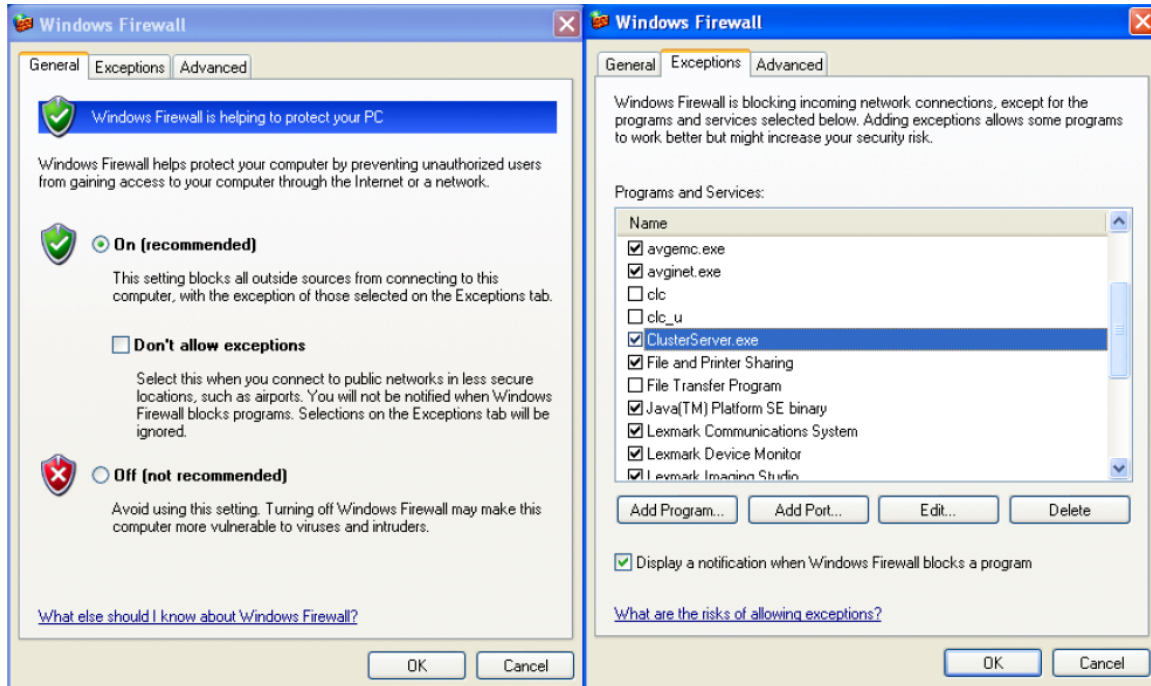 Windows Firewall
General Exceptions Advanced
Windows Firewall is helping to protect your PC
Windows Firewall helps protect your computer by preventing unauthorized users
from gaining access to your computer through the Internet or a network.
On (recommended)
This setting blocks all outside sources from connecting to this
computer, with the exception of those selected on the Exceptions tab.
Don't allow exceptions
Select this when you connect to public networks in less secure
locations, such as airports. You will not be notified when Windows
Firewall blocks programs. Selections on the Exceptions tab will be
ignored.
Off (not recommended)
Avoid using this setting. Turning off Windows Firewall may make this
computer more vulnerable to viruses and intruders.
What else should I know about Windows Firewall?
OK Cancel
Windows Firewall
General Exceptions Advanced
Windows Firewall is blocking incoming network connections, except for the
programs and services selected below. Adding exceptions allows some programs
to work better but might increase your security risk.
Programs and Services:
Name
avgemc.exe
avginet.exe
clc
clc_u
ClusterServer.exe
File and Printer Sharing
File Transfer Program
Java(TM) Platform SE binary
Lexmark Communications System
Lexmark Device Monitor
Lexmark Imaging Studio
Add Program... Add Port... Edit... Delete
Display a notification when Windows Firewall blocks a program
What are the risks of allowing exceptions?
OK Cancel